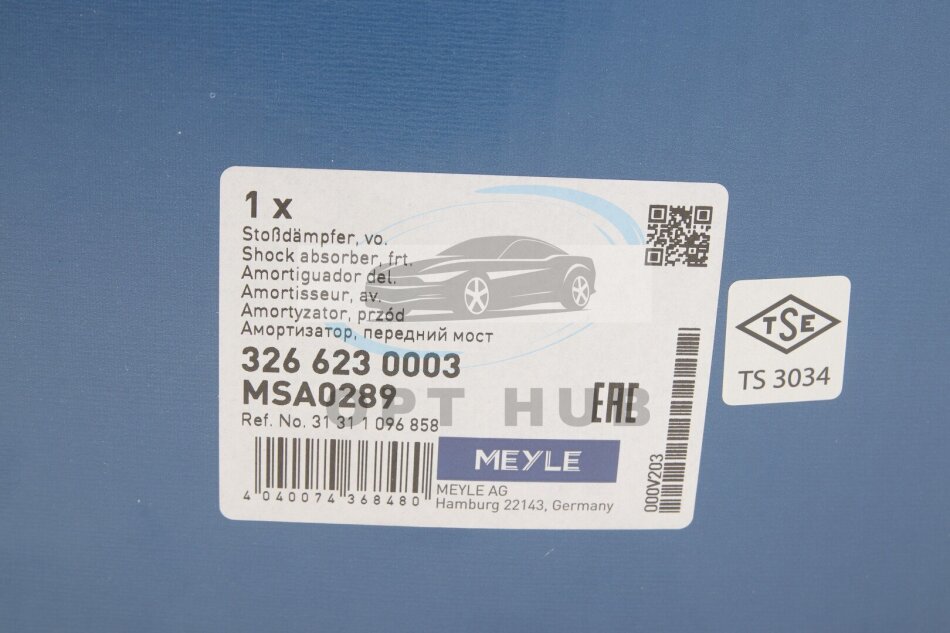 1 x
Stoßdämpfer, vo.
Shock absorber, frt.
Amortiguador del.
Amortisseur, av.
Amortyzator, przód
Амортизатор, передний мост
326 623 0003
MSA0289
OPT HUB
EAC
Ref. No. 31 31 1 096 858
MEYLE
4 040074 368480
MEYLE AG
Hamburg 22143, Germany
000V203
TSE
TS 3034